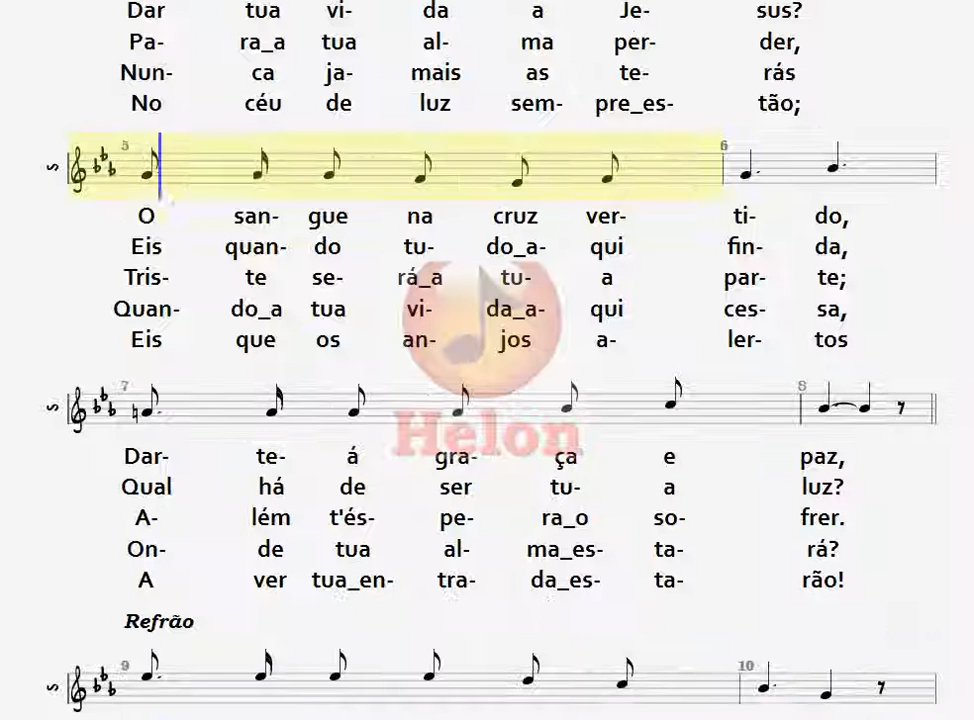 Dar tua vi- da a Je- sus?
Pa- ra_a tua al- ma per- der,
Nun- ca ja- mais as te- rás
No céu de luz sem- pre_es- tão;
5 6
S
O san- gue na cruz ver- ti- do,
Eis quan- do tu- do_a- qui fin- da,
Tris- te se- rá_a tu- a par- te;
Quan- do_a tua vi- da_a- qui ces- sa,
Eis que os an- jos a- ler- tos
7 8
S
Helon
Dar- te- á gra- ça e paz,
Qual há de ser tu- a luz?
A- lém t'és- pe- ra_o so- frer.
On- de tua al- ma_es- ta- rá?
A ver tua_en- tra- da_es- ta- rão!
Refrão
9 10
S